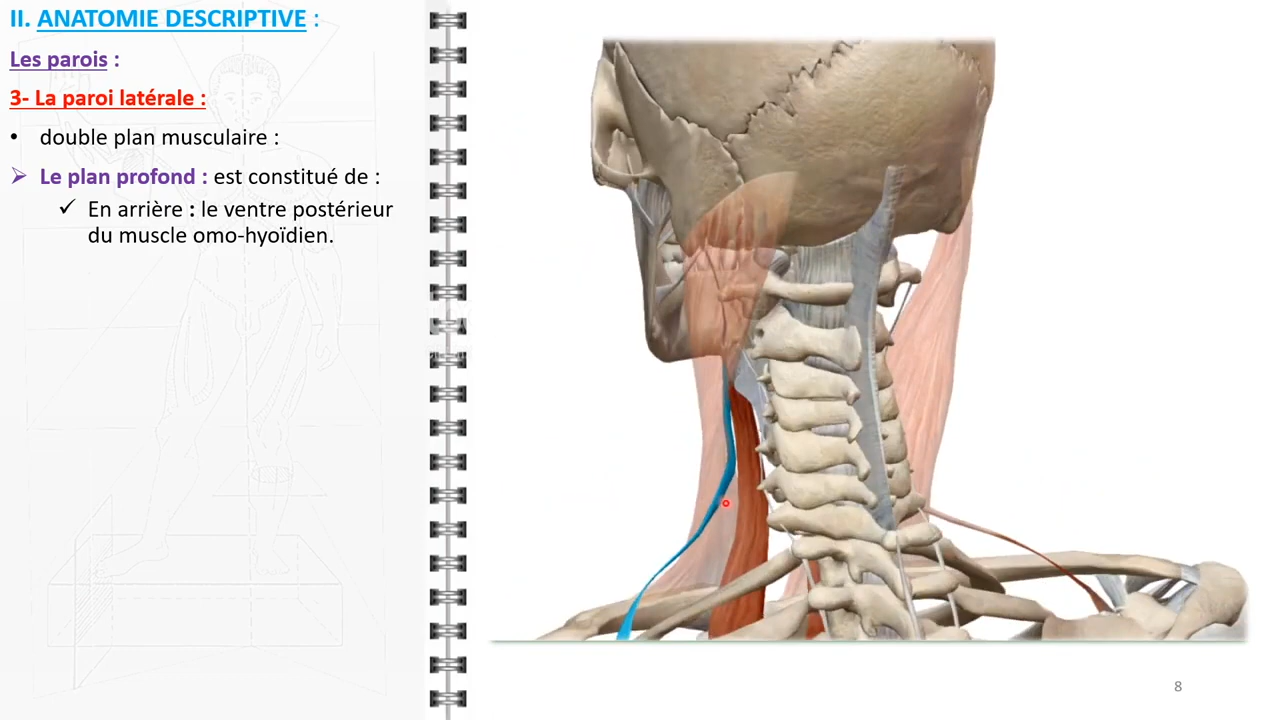 II. ANATOMIE DESCRIPTIVE :
Les parois :
3- La paroi latérale :
• double plan musculaire :
➢ Le plan profond : est constitué de :
✓ En arrière : le ventre postérieur
du muscle omo-hyoïdien.
8